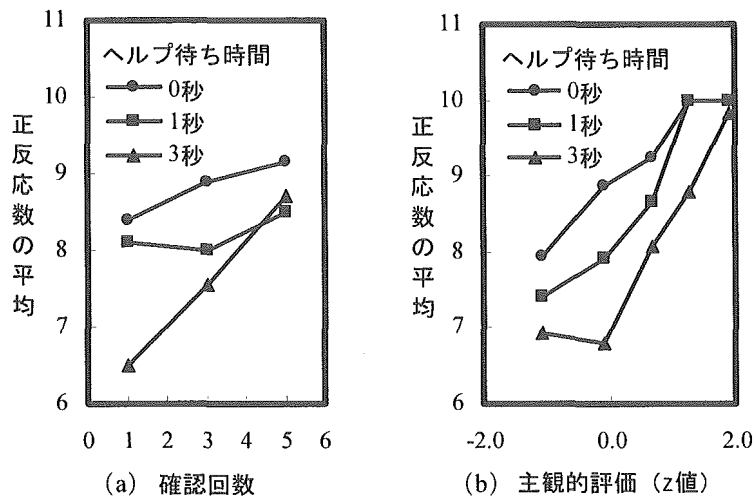 11
10
9
8
7
6
正反応数の平均
ヘルプ待ち時間
0秒
1秒
3秒
0 1 2 3 4 5 6
(a) 確認回数
11
10
9
8
7
6
正反応数の平均
ヘルプ待ち時間
0秒
1秒
3秒
-2.0 0.0 2.0
(b) 主観的評価（z値）